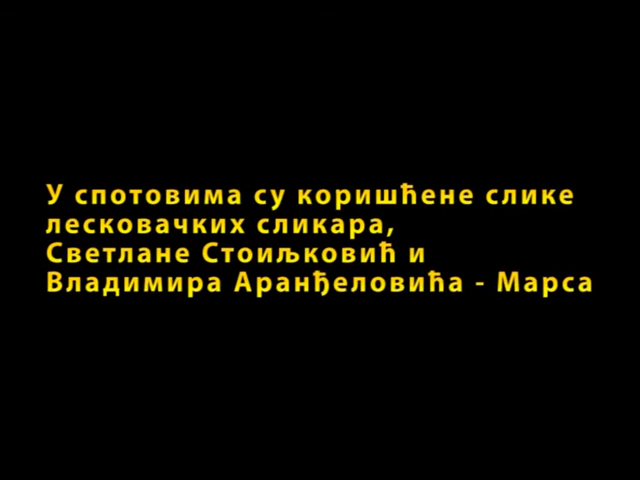 У спотовима су коришћене слике
лесковачких сликара,
Светлане Стоиљковић и
Владимира Аранђеловића - Марса